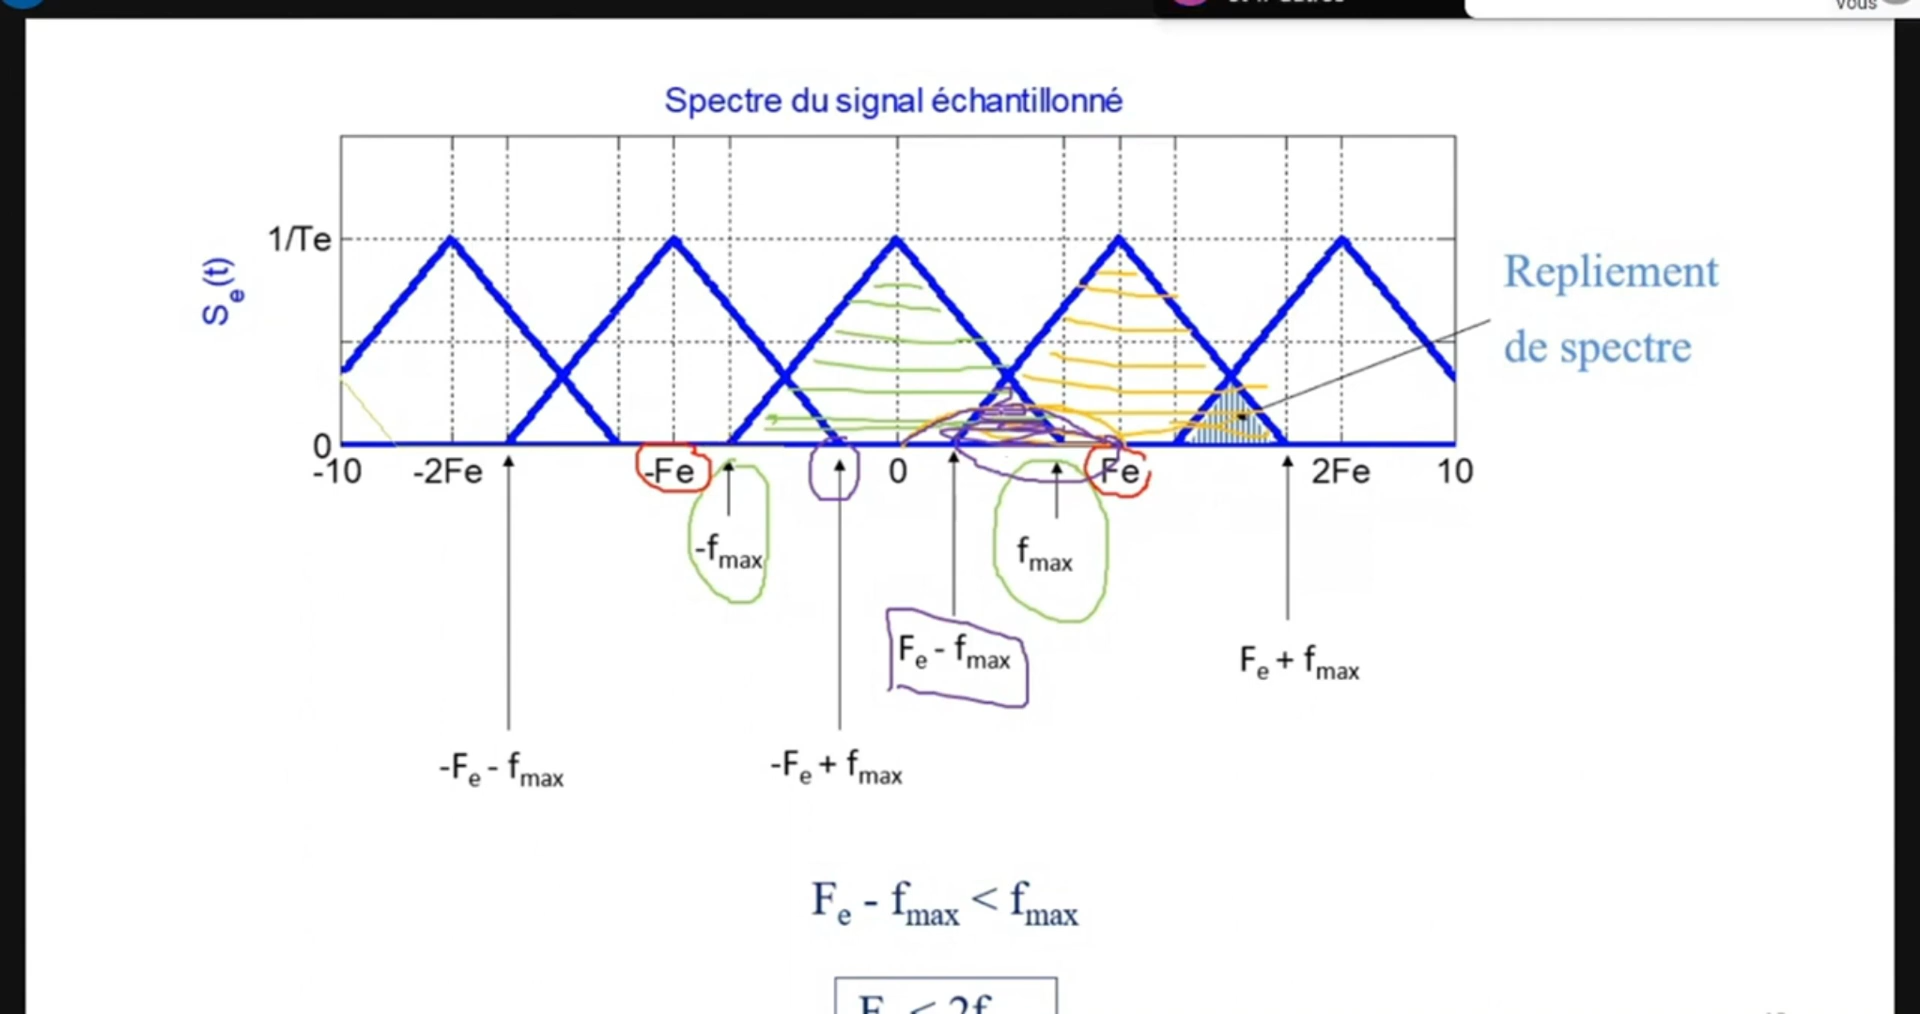 vous
Spectre du signal échantillonné
1/Te
Se(t)
Repliement
de spectre
0
-10 -2Fe -Fe 0 Fe 2Fe 10
-fmax
fmax
Fe - fmax
Fe + fmax
-Fe - fmax
-Fe + fmax
Fe - fmax < fmax